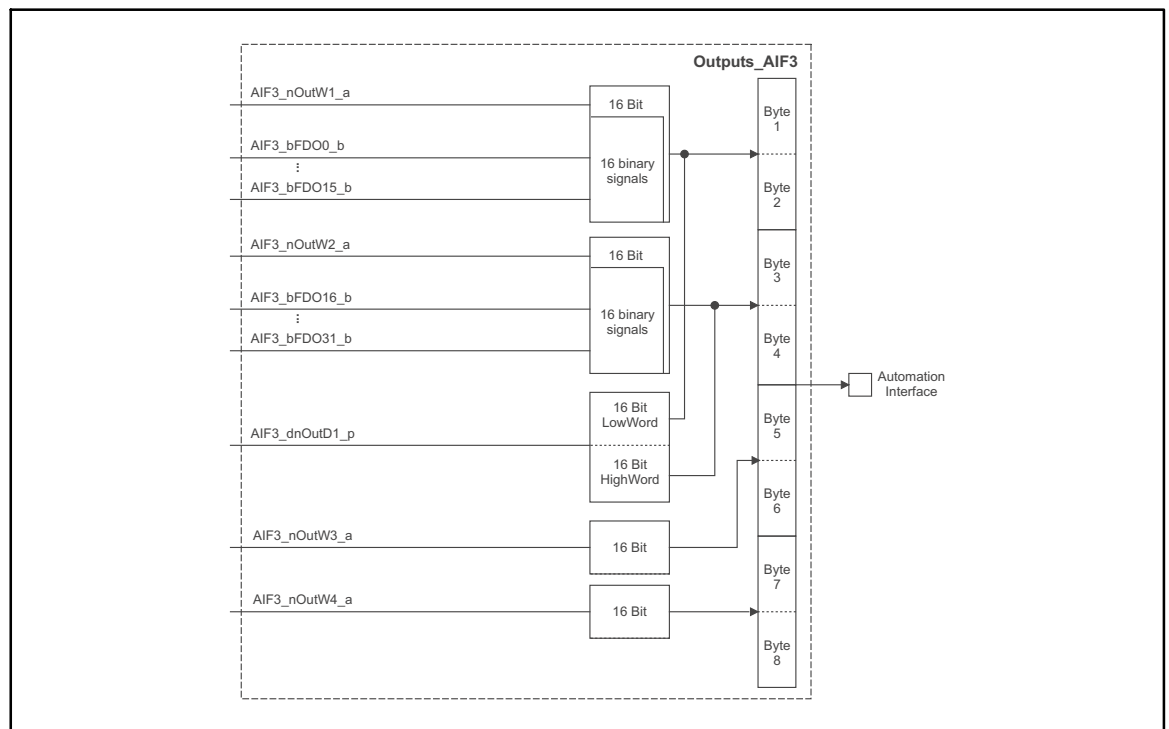 Outputs_AIF3
AIF3_nOutW1_a
16 Bit
Byte
1
AIF3_bFDO0_b
...
16 binary
signals
AIF3_bFDO15_b
Byte
2
AIF3_nOutW2_a
16 Bit
Byte
3
AIF3_bFDO16_b
...
16 binary
signals
AIF3_bFDO31_b
Byte
4
Automation
Interface
16 Bit
LowWord
Byte
5
AIF3_dnOutD1_p
16 Bit
HighWord
Byte
6
AIF3_nOutW3_a
16 Bit
Byte
7
AIF3_nOutW4_a
16 Bit
Byte
8